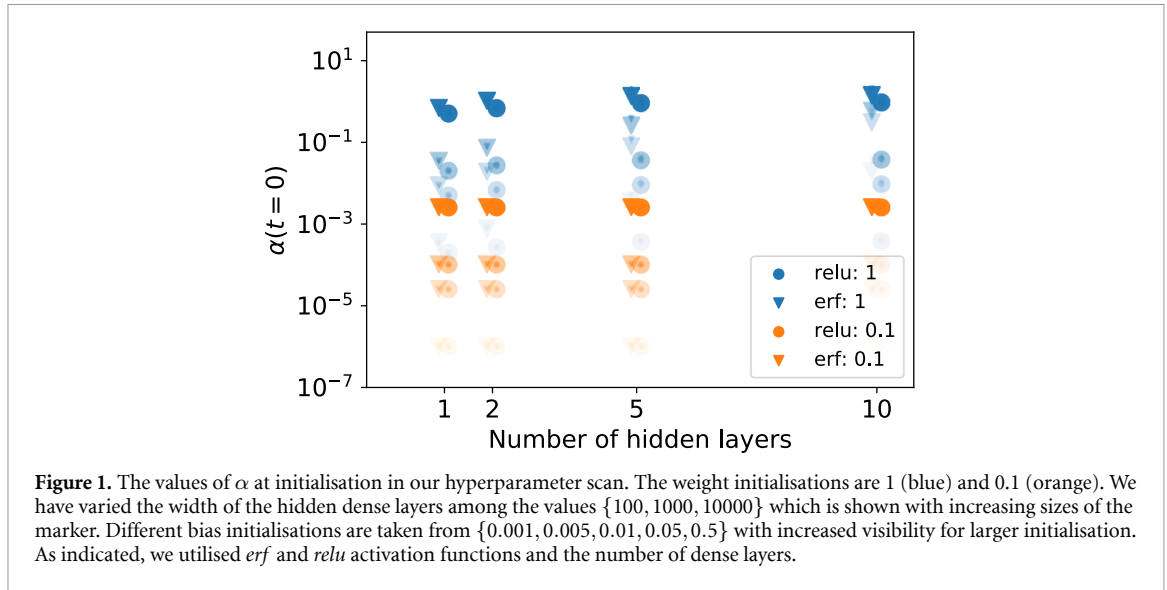 10¹
10⁻¹
10⁻³
10⁻⁵
10⁻⁷
α(t = 0)
relu: 1
erf: 1
relu: 0.1
erf: 0.1
1 2 5 10
Number of hidden layers
Figure 1. The values of α at initialisation in our hyperparameter scan. The weight initialisations are 1 (blue) and 0.1 (orange). We
have varied the width of the hidden dense layers among the values {100, 1000, 10000} which is shown with increasing sizes of the
marker. Different bias initialisations are taken from {0.001, 0.005, 0.01, 0.05, 0.5} with increased visibility for larger initialisation.
As indicated, we utilised erf and relu activation functions and the number of dense layers.